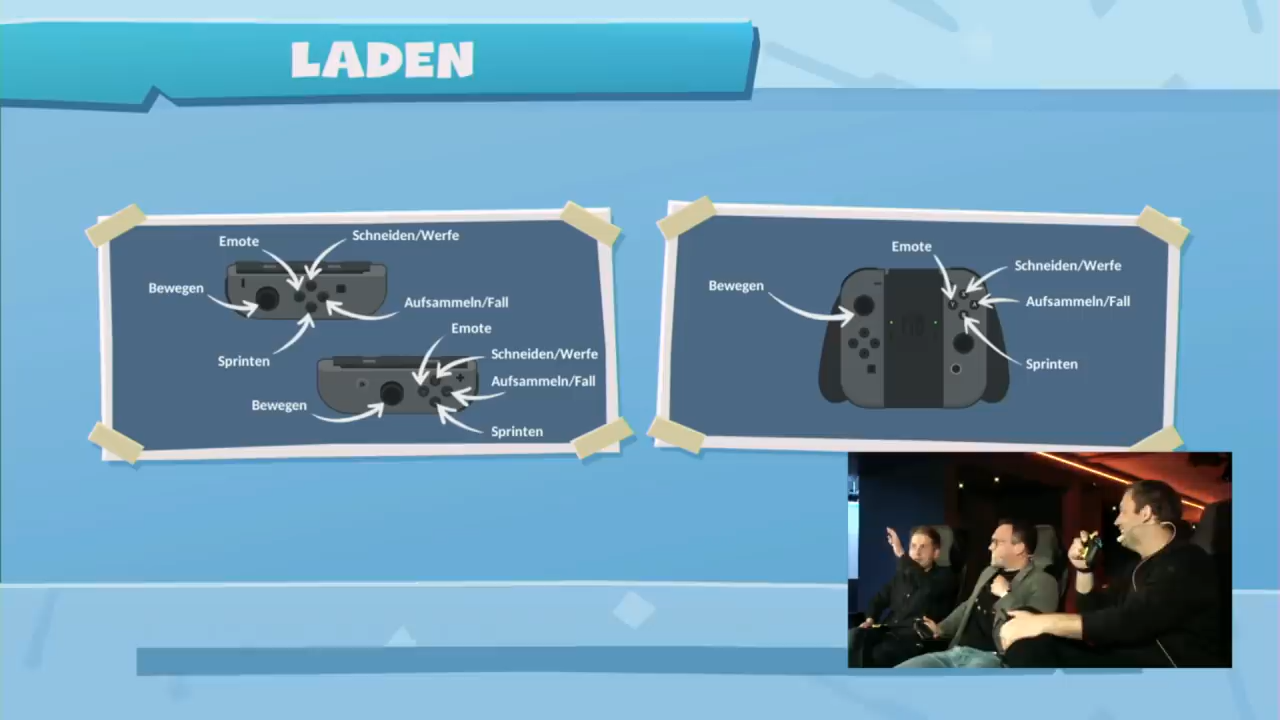 LADEN
Emote
Schneiden/Werfe
Bewegen
Aufsammeln/Fall
Sprinten
Emote
Schneiden/Werfe
Aufsammeln/Fall
Bewegen
Sprinten
Emote
Schneiden/Werfe
Bewegen
Aufsammeln/Fall
Sprinten